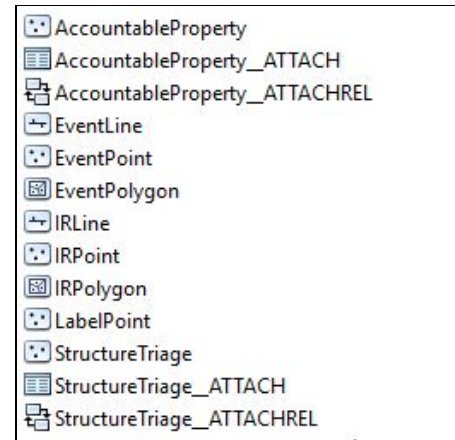 AccountableProperty
AccountableProperty__ATTACH
AccountableProperty__ATTACHREL
EventLine
EventPoint
EventPolygon
IRLine
IRPoint
IRPolygon
LabelPoint
StructureTriage
StructureTriage__ATTACH
StructureTriage__ATTACHREL